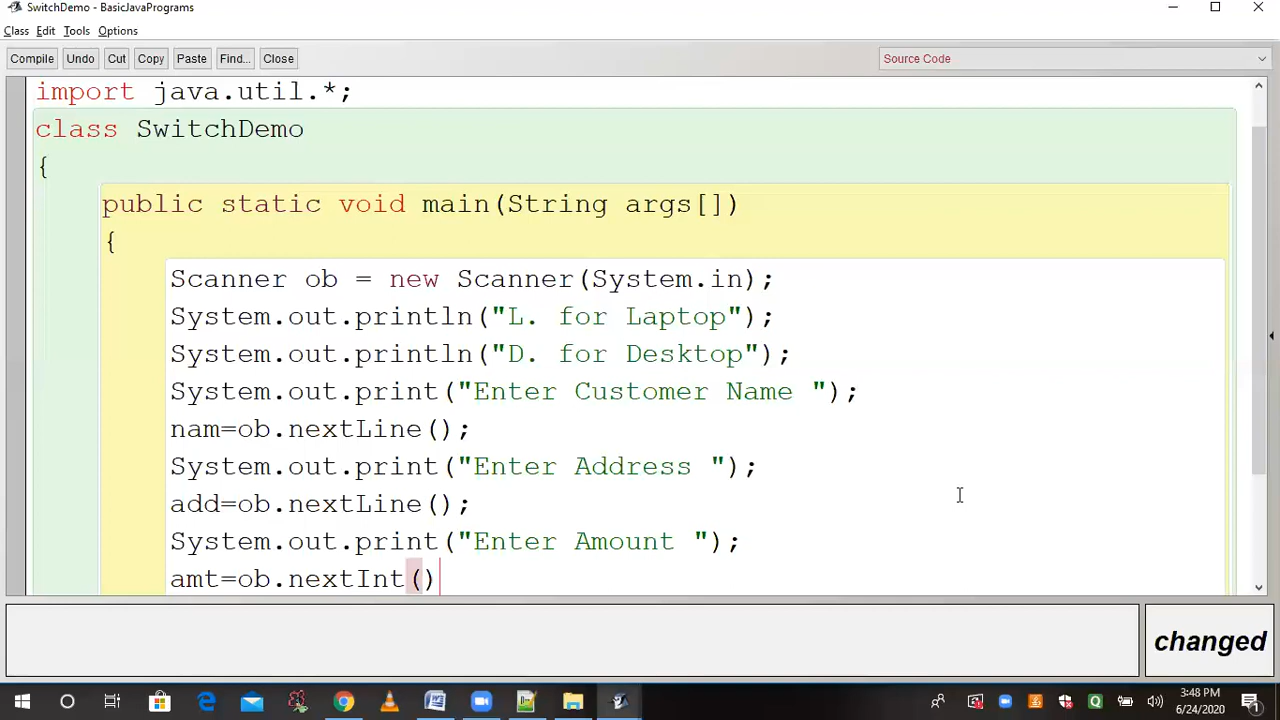 SwitchDemo - BasicJavaPrograms
Class Edit Tools Options
Compile Undo Cut Copy Paste Find... Close Source Code
import java.util.*;
class SwitchDemo
{
public static void main(String args[])
{
Scanner ob = new Scanner(System.in);
System.out.println("L. for Laptop");
System.out.println("D. for Desktop");
System.out.print("Enter Customer Name ");
nam=ob.nextLine();
System.out.print("Enter Address ");
add=ob.nextLine();
System.out.print("Enter Amount ");
amt=ob.nextInt()
changed
3:48 PM
6/24/2020